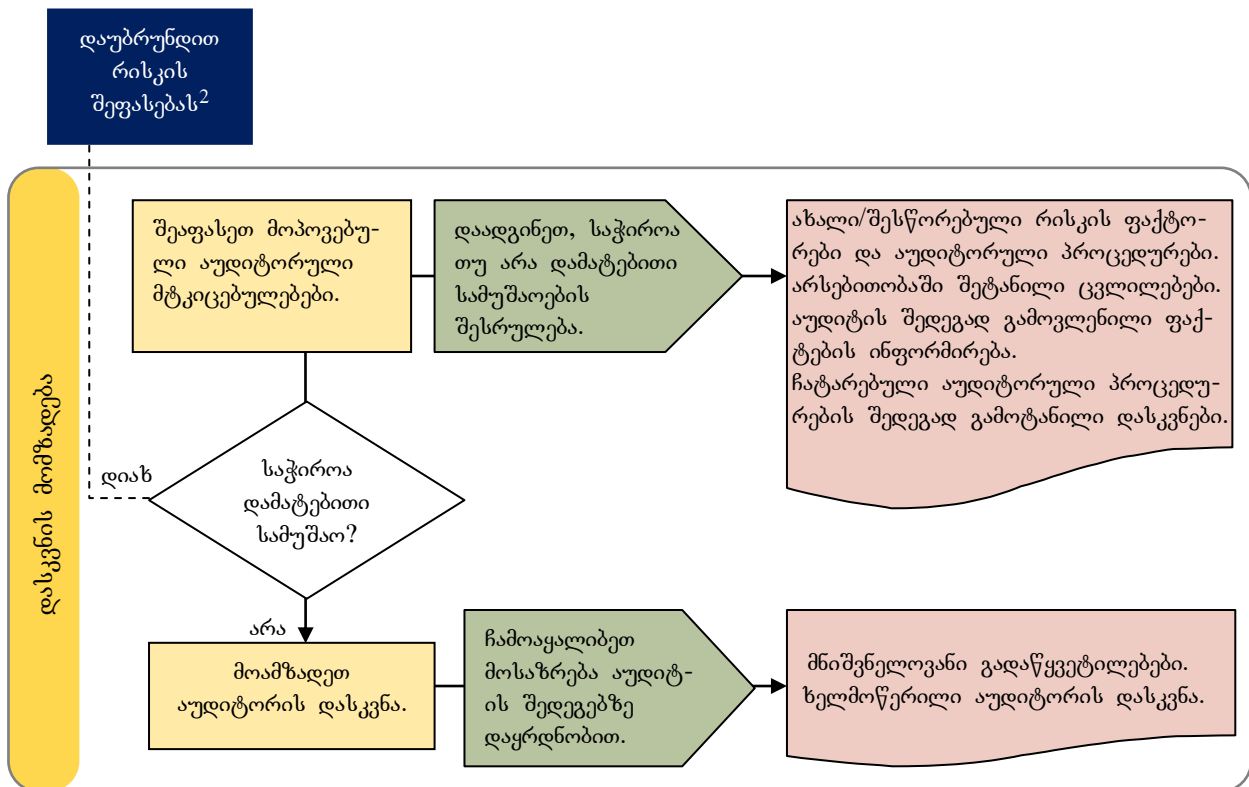 დაუბრუნდით
რისკის
შეფასებას2
დასკვნის მომზადება
შეაფასეთ მოპოვებუ-
ლი აუდიტორული
მტკიცებულებები.
დაადგინეთ, საჭიროა
თუ არა დამატებითი
სამუშაოების
შესრულება.
ახალი/შესწორებული რისკის ფაქტო-
რები და აუდიტორული პროცედურები.
არსებითობაში შეტანილი ცვლილებები.
აუდიტის შედეგად გამოვლენილი ფაქ-
ტების ინფორმირება.
ჩატარებული აუდიტორული პროცედუ-
რების შედეგად გამოტანილი დასკვნები.
დიახ
საჭიროა
დამატებითი
სამუშაო?
არა
მოამზადეთ
აუდიტორის დასკვნა.
ჩამოაყალიბეთ
მოსაზრება აუდიტ-
ის შედეგებზე
დაყრდნობით.
მნიშვნელოვანი გადაწყვეტილებები.
ხელმოწერილი აუდიტორის დასკვნა.